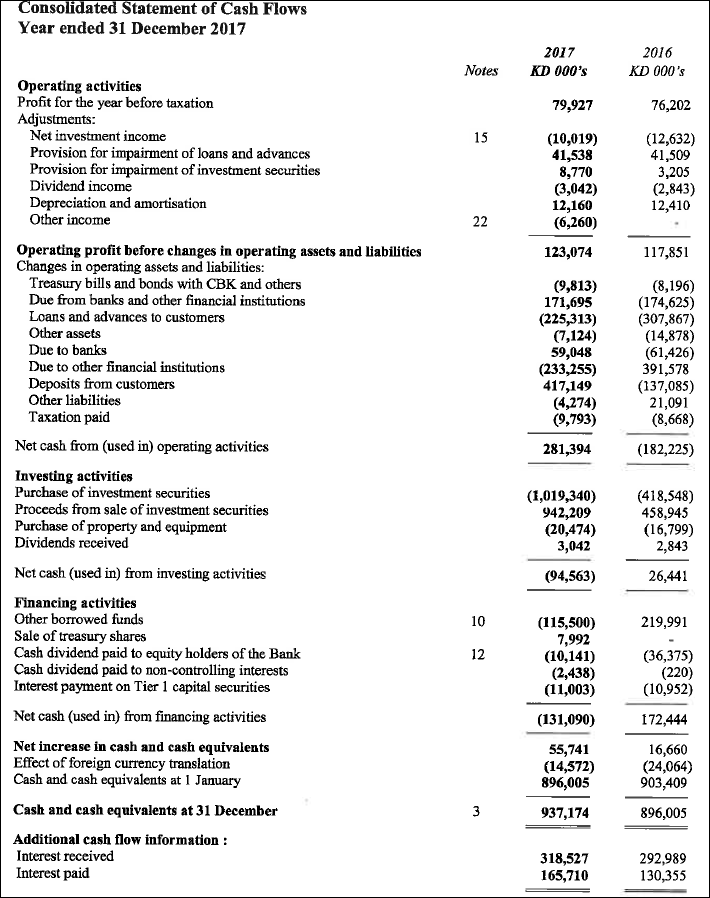 Consolidated Statement of Cash Flows
Year ended 31 December 2017
2017 2016
Notes KD 000's KD 000's
Operating activities
Profit for the year before taxation 79,927 76,202
Adjustments:
Net investment income 15 (10,019) (12,632)
Provision for impairment of loans and advances 41,538 41,509
Provision for impairment of investment securities 8,770 3,205
Dividend income (3,042) (2,843)
Depreciation and amortisation 12,160 12,410
Other income 22 (6,260) -
Operating profit before changes in operating assets and liabilities 123,074 117,851
Changes in operating assets and liabilities:
Treasury bills and bonds with CBK and others (9,813) (8,196)
Due from banks and other financial institutions 171,695 (174,625)
Loans and advances to customers (225,313) (307,867)
Other assets (7,124) (14,878)
Due to banks 59,048 (61,426)
Due to other financial institutions (233,255) 391,578
Deposits from customers 417,149 (137,085)
Other liabilities (4,274) 21,091
Taxation paid (9,793) (8,668)
Net cash from (used in) operating activities 281,394 (182,225)
Investing activities
Purchase of investment securities (1,019,340) (418,548)
Proceeds from sale of investment securities 942,209 458,945
Purchase of property and equipment (20,474) (16,799)
Dividends received 3,042 2,843
Net cash (used in) from investing activities (94,563) 26,441
Financing activities
Other borrowed funds 10 (115,500) 219,991
Sale of treasury shares 7,992 -
Cash dividend paid to equity holders of the Bank 12 (10,141) (36,375)
Cash dividend paid to non-controlling interests (2,438) (220)
Interest payment on Tier 1 capital securities (11,003) (10,952)
Net cash (used in) from financing activities (131,090) 172,444
Net increase in cash and cash equivalents 55,741 16,660
Effect of foreign currency translation (14,572) (24,064)
Cash and cash equivalents at 1 January 896,005 903,409
Cash and cash equivalents at 31 December 3 937,174 896,005
Additional cash flow information :
Interest received 318,527 292,989
Interest paid 165,710 130,355